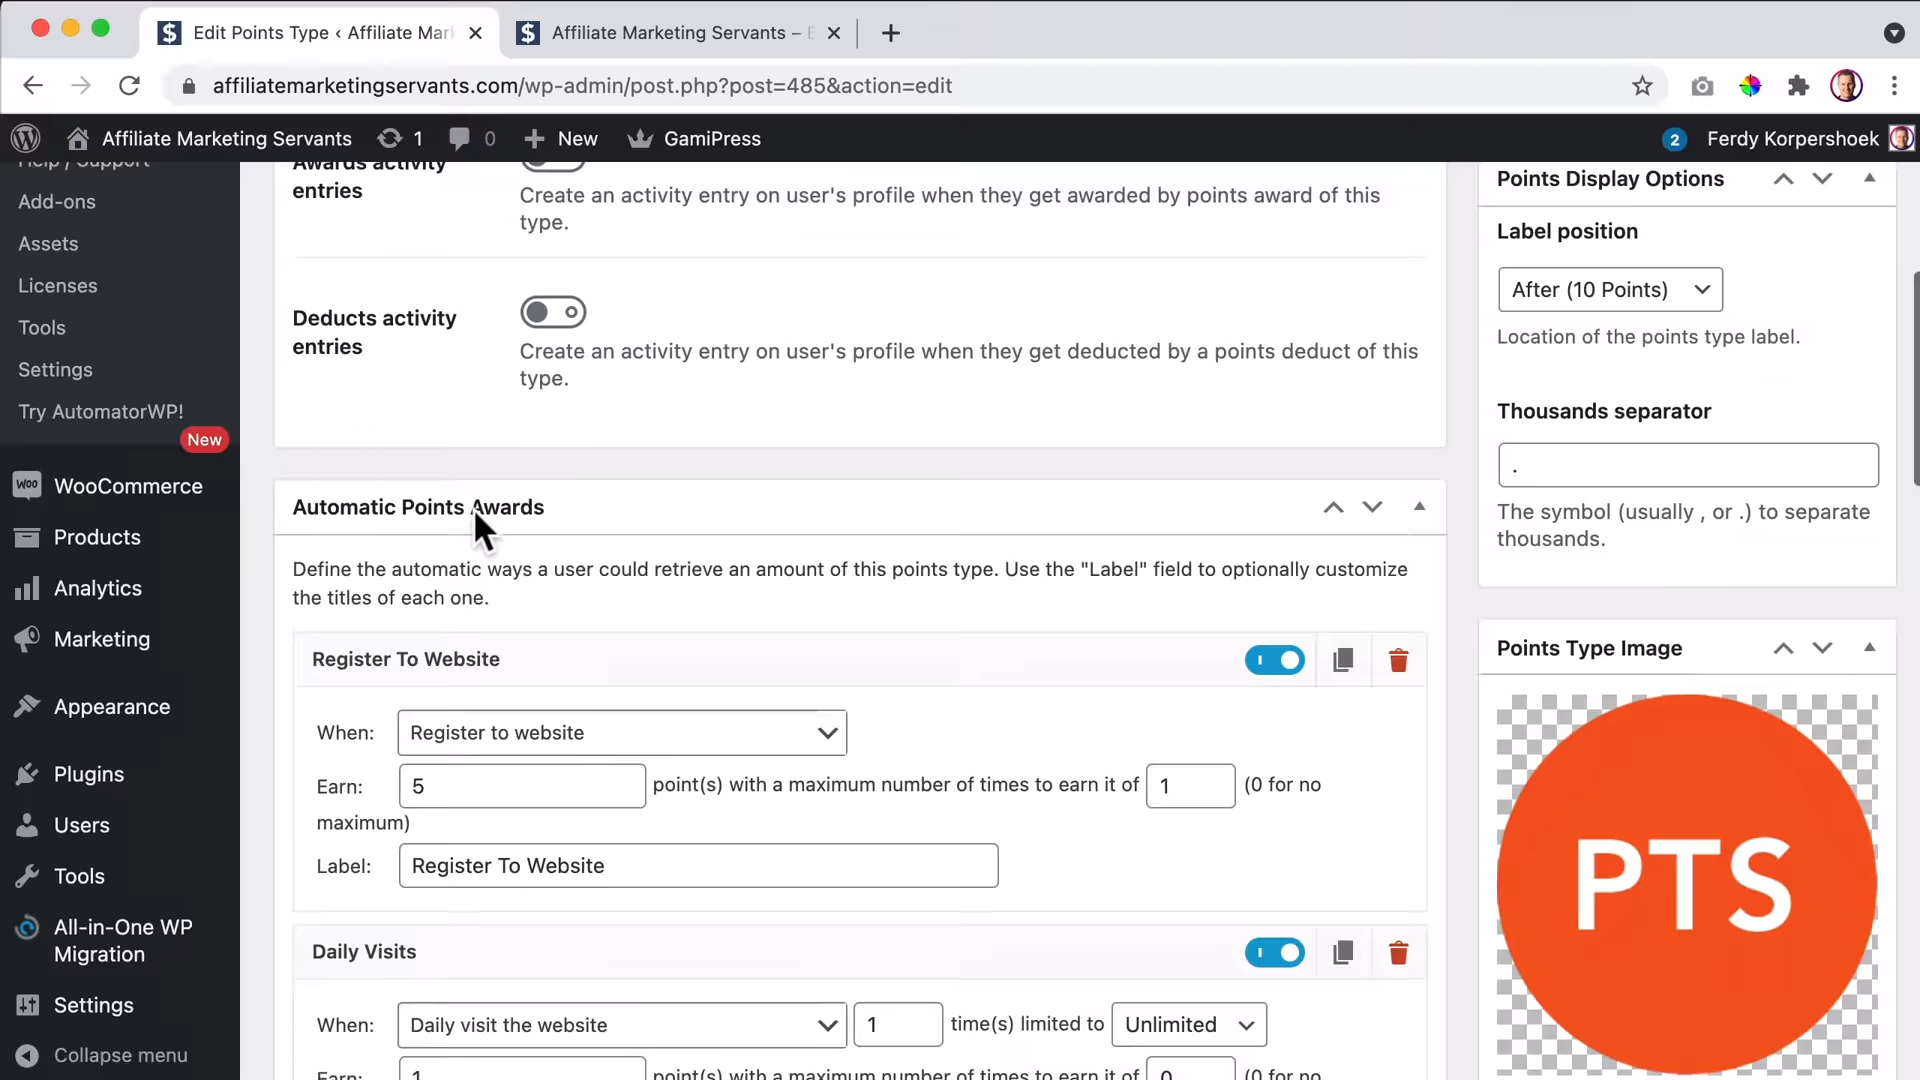 Edit Points Type ‹ Affiliate Mar
Affiliate Marketing Servants –
affiliatemarketingservants.com/wp-admin/post.php?post=485&action=edit
Affiliate Marketing Servants
1
0
New
GamiPress
2
Ferdy Korpershoek
Help / Support
Add-ons
Assets
Licenses
Tools
Settings
Try AutomatorWP!
New
WooCommerce
Products
Analytics
Marketing
Appearance
Plugins
Users
Tools
All-in-One WP
Migration
Settings
Collapse menu
Awards activity
entries
Create an activity entry on user's profile when they get awarded by points award of this
type.
Deducts activity
entries
Create an activity entry on user's profile when they get deducted by a points deduct of this
type.
Automatic Points Awards
Define the automatic ways a user could retrieve an amount of this points type. Use the "Label" field to optionally customize
the titles of each one.
Register To Website
When: Register to website
Earn: 5 point(s) with a maximum number of times to earn it of 1 (0 for no
maximum)
Label: Register To Website
Daily Visits
When: Daily visit the website 1 time(s) limited to Unlimited
Earn: 1 point(s) with a maximum number of times to earn it of 0 (0 for no
Points Display Options
Label position
After (10 Points)
Location of the points type label.
Thousands separator
.
The symbol (usually , or .) to separate
thousands.
Points Type Image
PTS